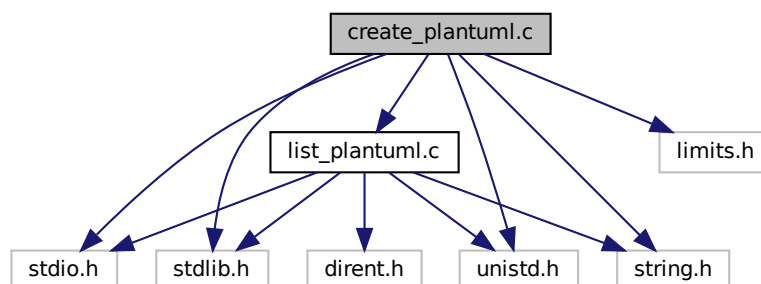 create_plantuml.c
list_plantuml.c
limits.h
stdio.h
stdlib.h
dirent.h
unistd.h
string.h